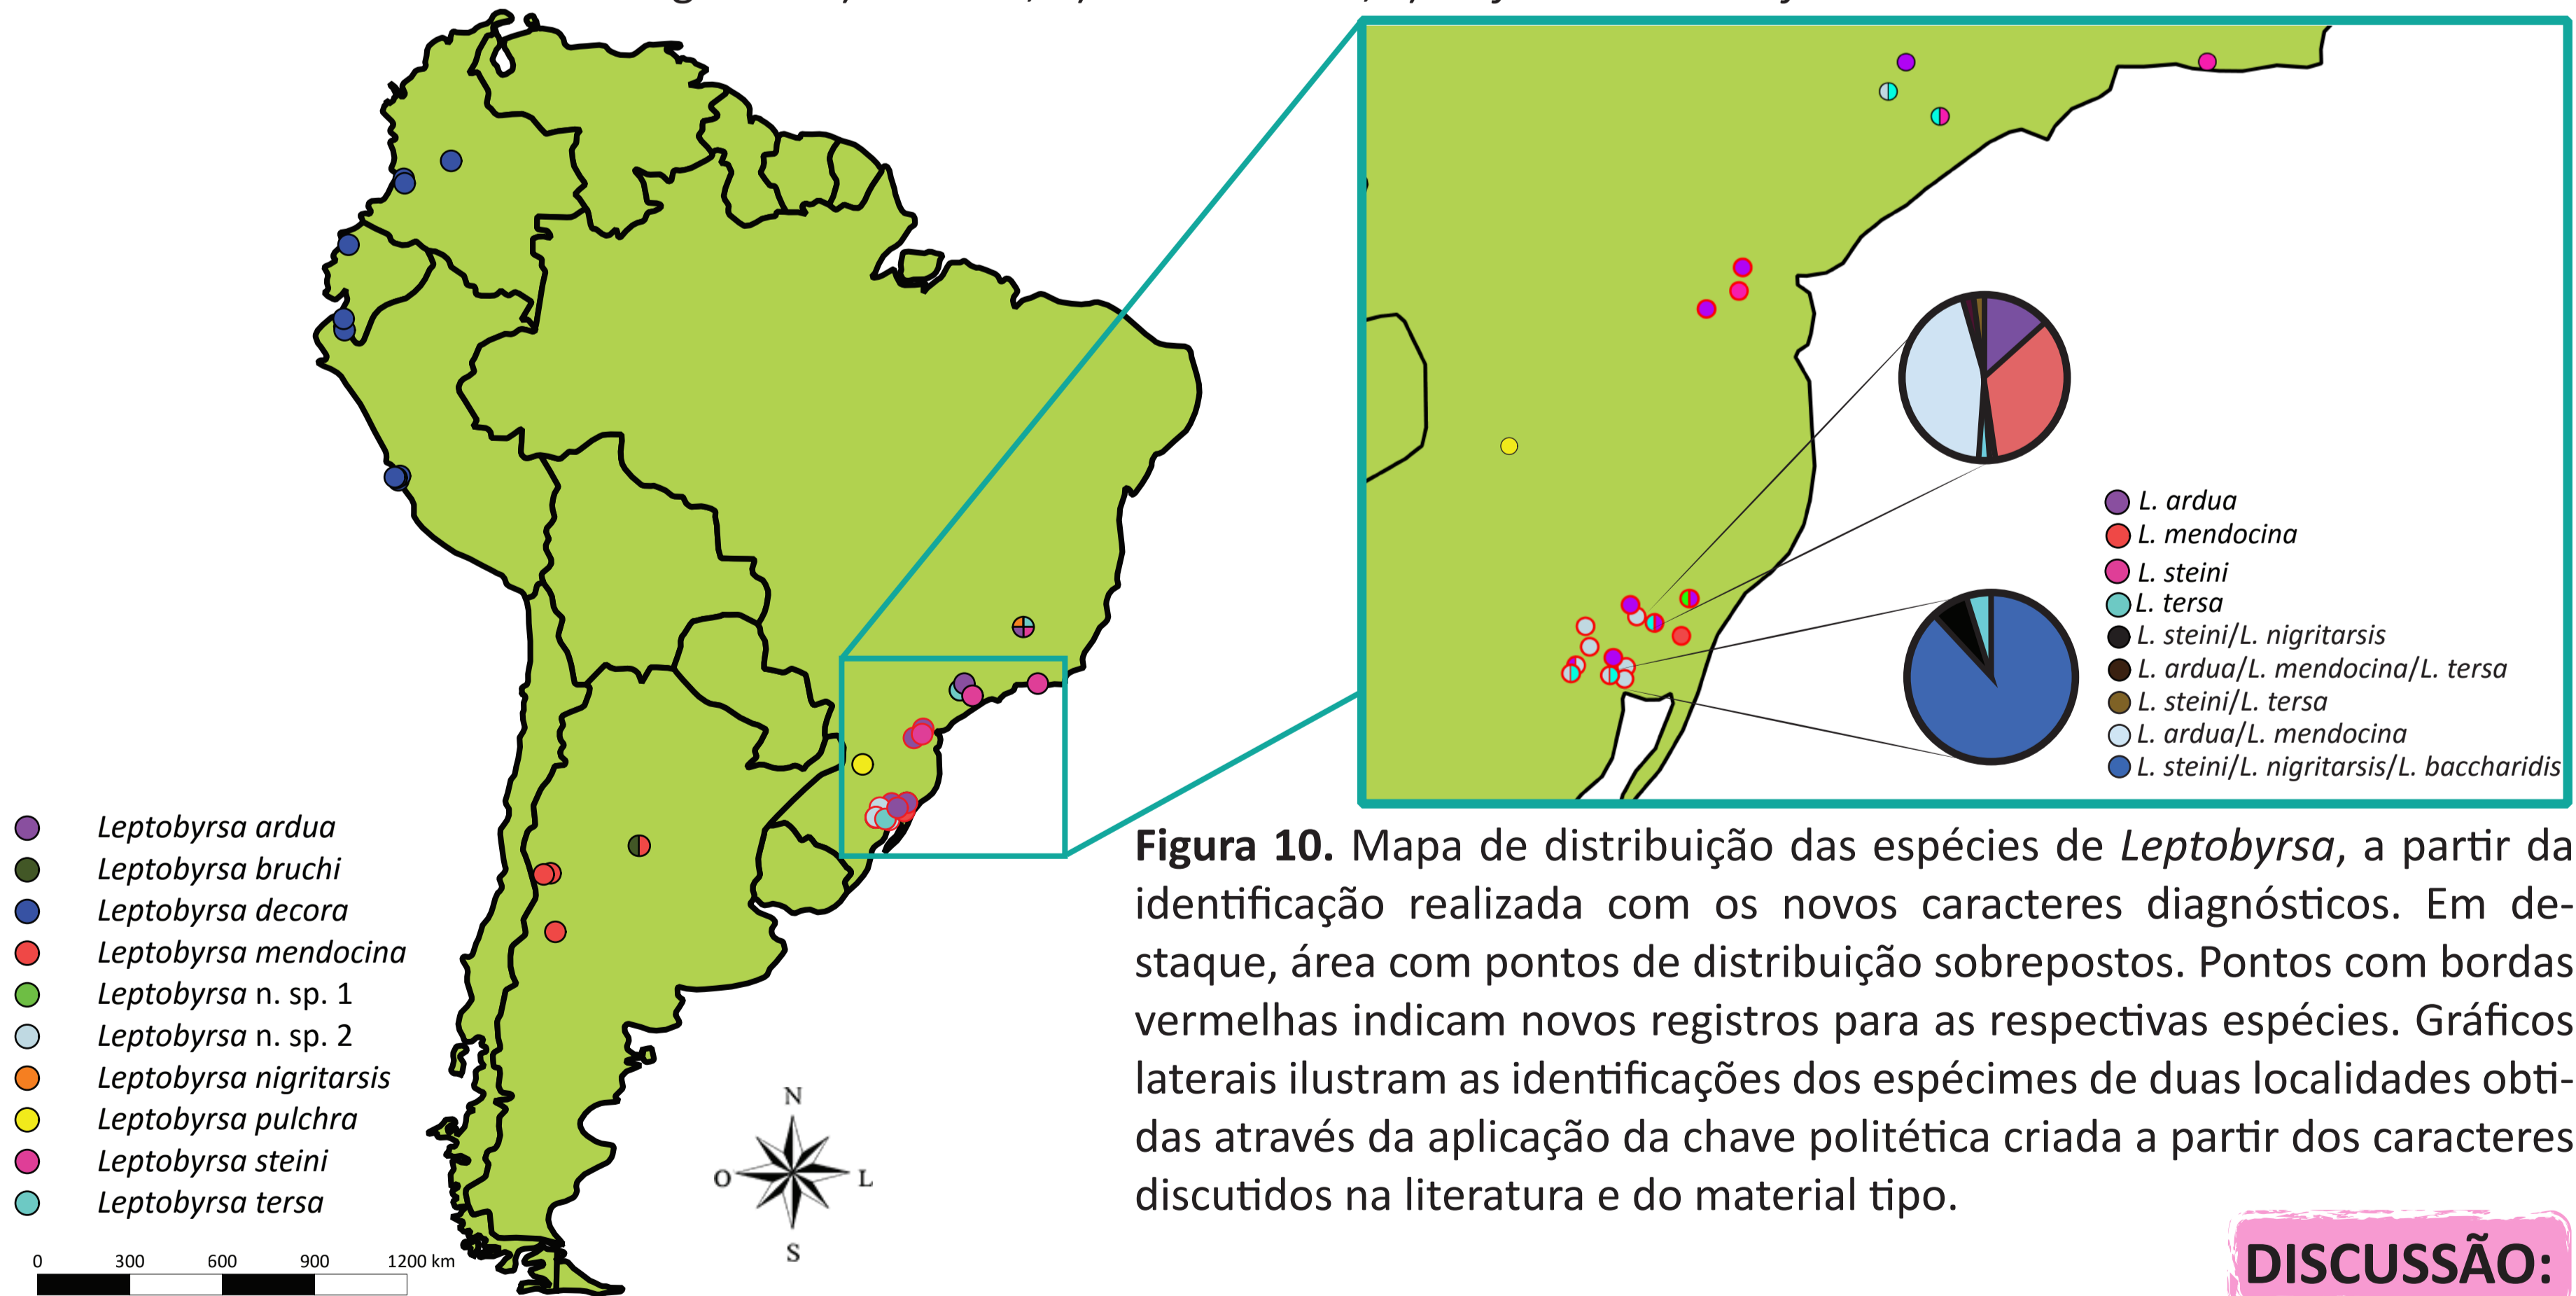 Leptobyrsa ardua
Leptobyrsa bruchi
Leptobyrsa decora
Leptobyrsa mendocina
Leptobyrsa n. sp. 1
Leptobyrsa n. sp. 2
Leptobyrsa nigritarsis
Leptobyrsa pulchra
Leptobyrsa steini
Leptobyrsa tersa
0 300 600 900 1200 km
N
O L
S
L. ardua
L. mendocina
L. steini
L. tersa
L. steini/L. nigritarsis
L. ardua/L. mendocina/L. tersa
L. steini/L. tersa
L. ardua/L. mendocina
L. steini/L. nigritarsis/L. baccharidis
Figura 10. Mapa de distribuição das espécies de Leptobyrsa, a partir da
identificação realizada com os novos caracteres diagnósticos. Em de-
staque, área com pontos de distribuição sobrepostos. Pontos com bordas
vermelhas indicam novos registros para as respectivas espécies. Gráficos
laterais ilustram as identificações dos espécimes de duas localidades obti-
das através da aplicação da chave politética criada a partir dos caracteres
discutidos na literatura e do material tipo.
DISCUSSÃO: